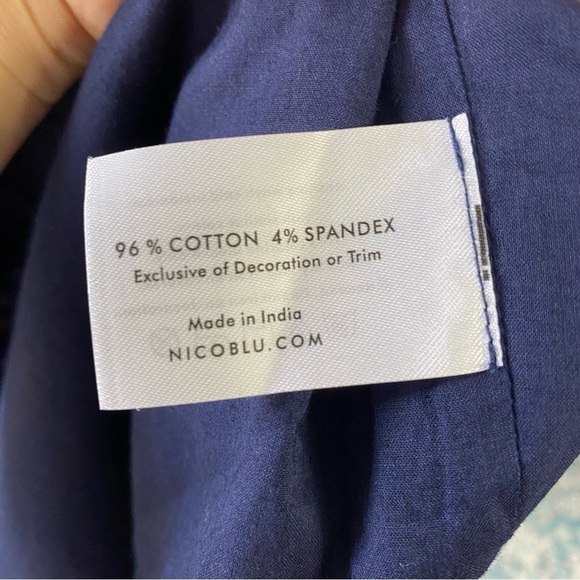 96 % COTTON 4% SPANDEX
Exclusive of Decoration or Trim
Made in India
NICOBLU.COM